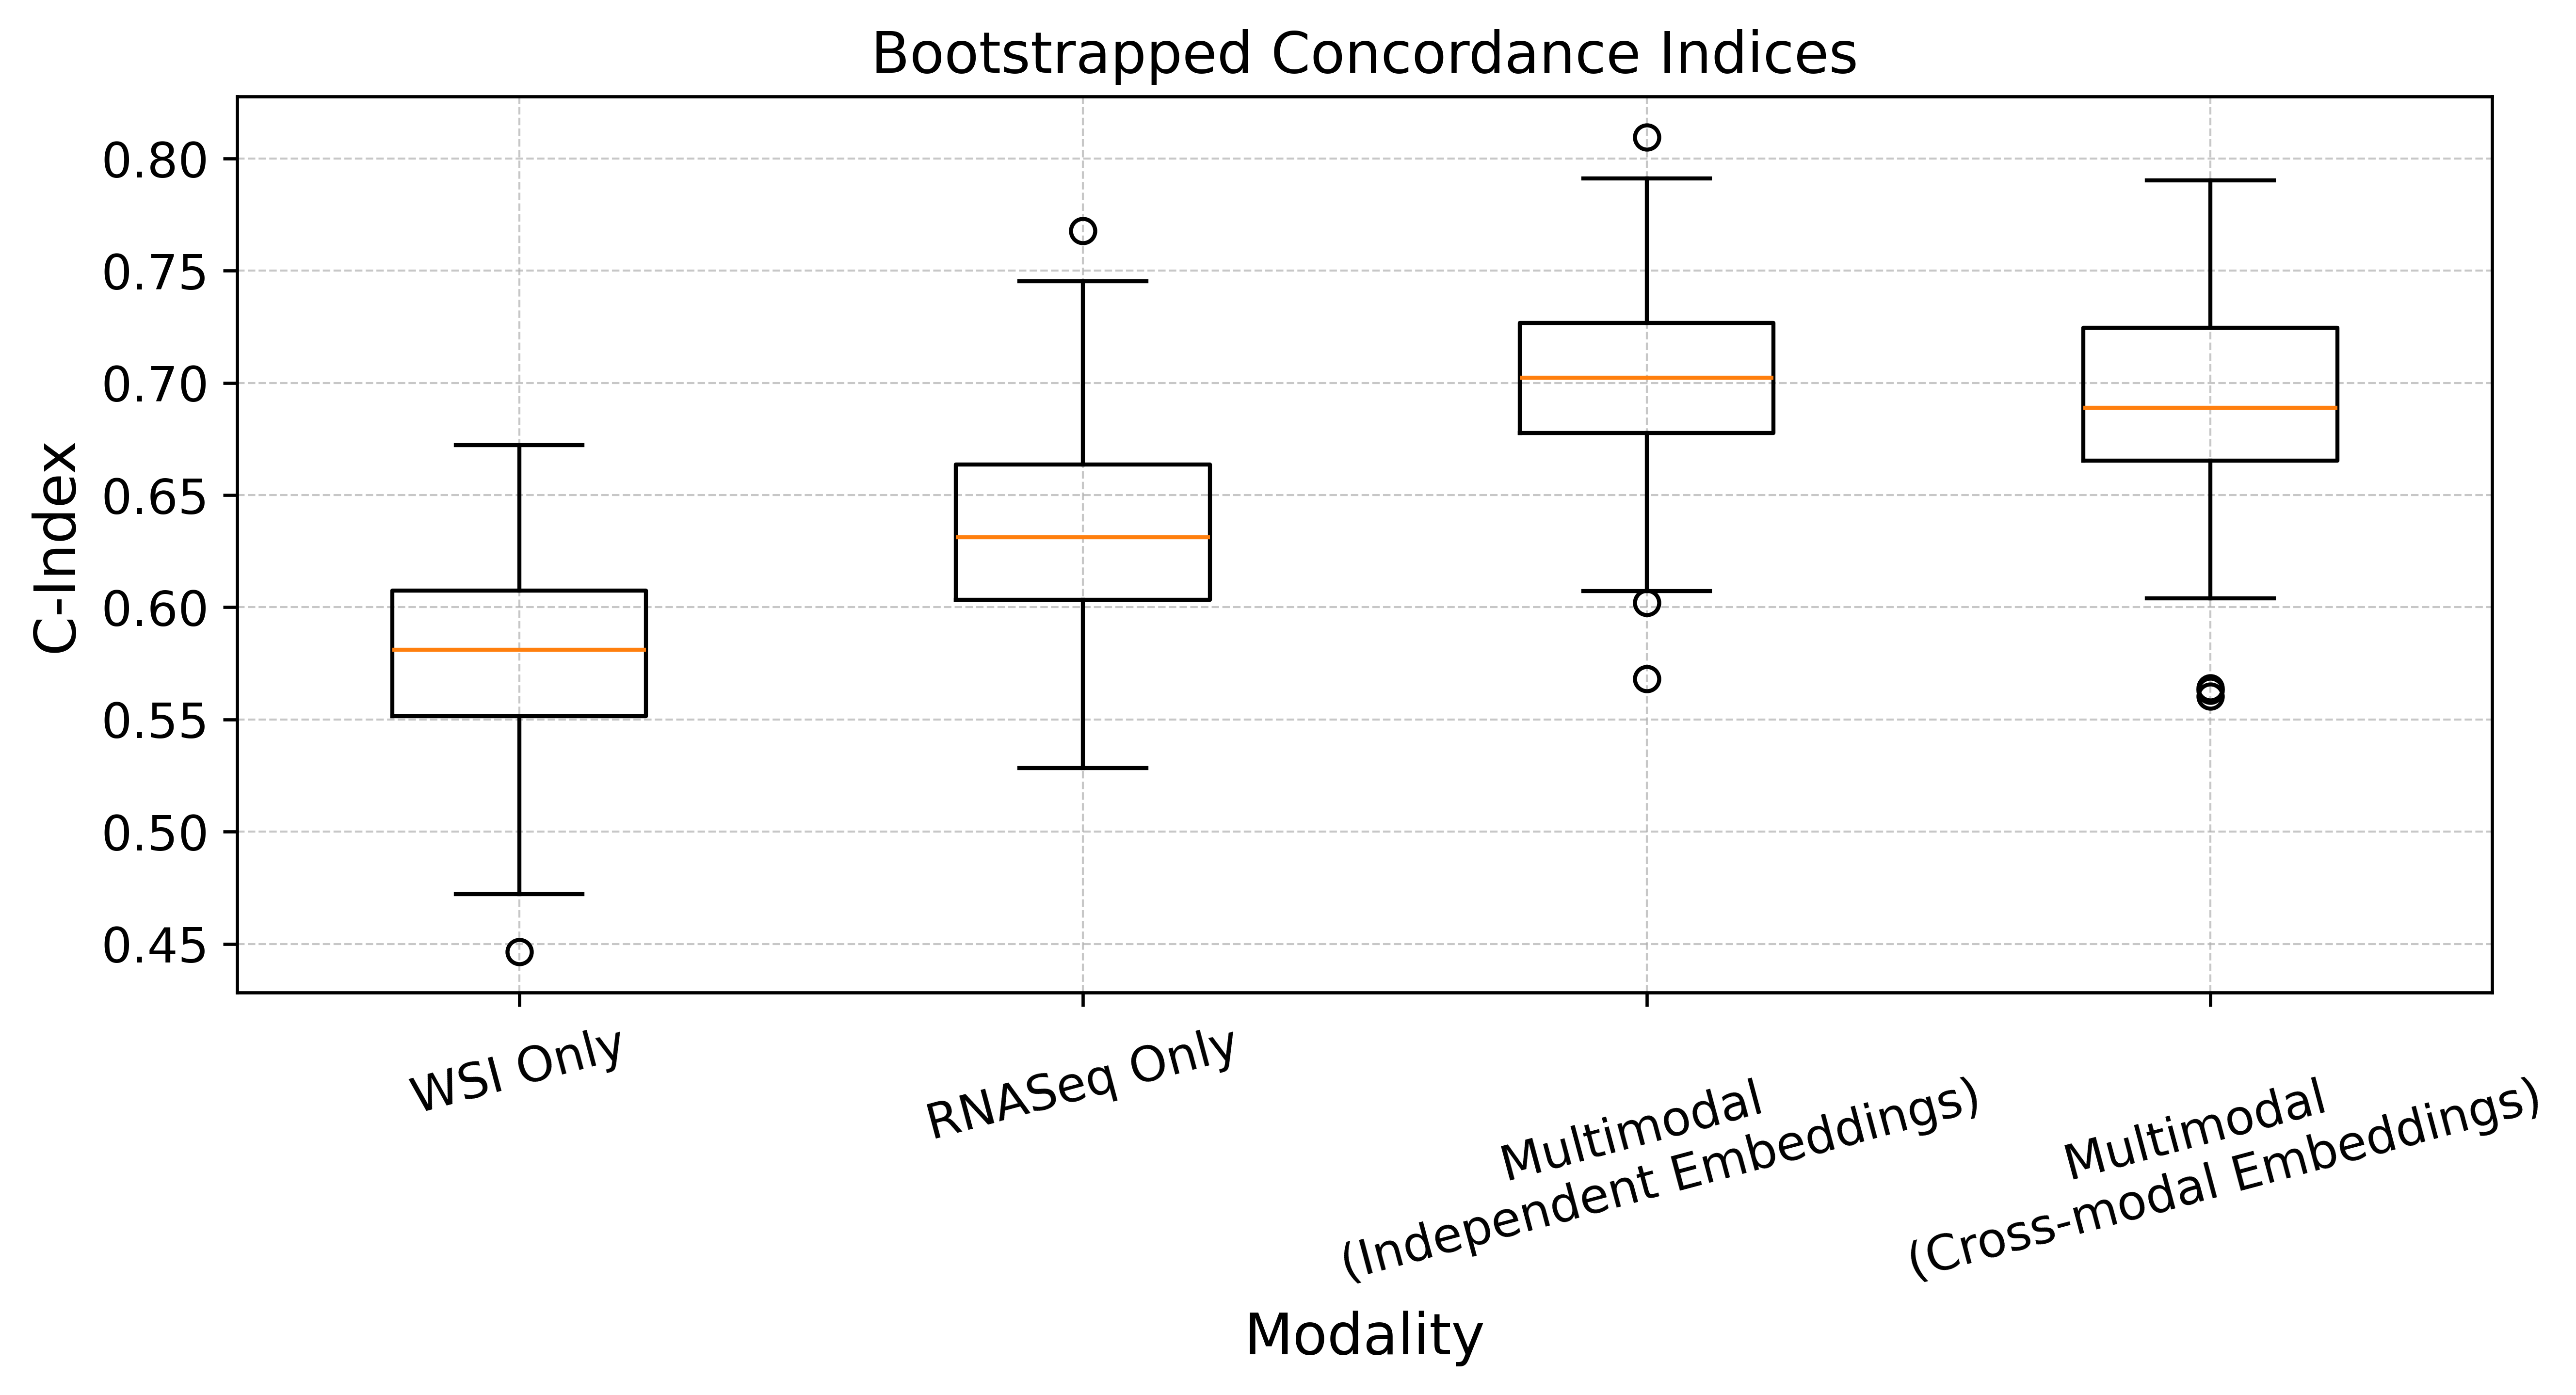 Bootstrapped Concordance Indices
C-Index
0.80
0.75
0.70
0.65
0.60
0.55
0.50
0.45
WSI Only
RNASeq Only
Multimodal
(Independent Embeddings)
Multimodal
(Cross-modal Embeddings)
Modality